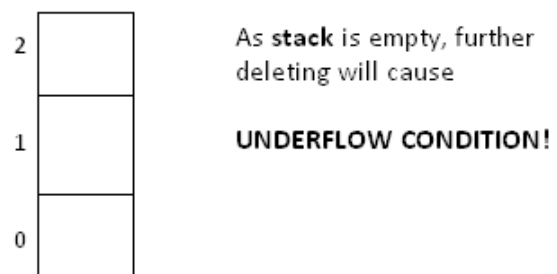 2
As stack is empty, further
deleting will cause
1
UNDERFLOW CONDITION!
0